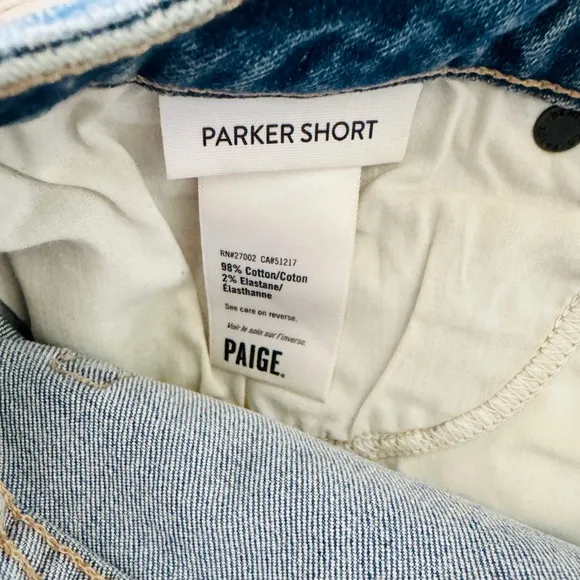 PARKER SHORT
RN#27002 CA#51217
98% Cotton/Coton
2% Elastane/
Élasthanne
See care on reverse.
Voir le soin sur l'inverse.
PAIGE.